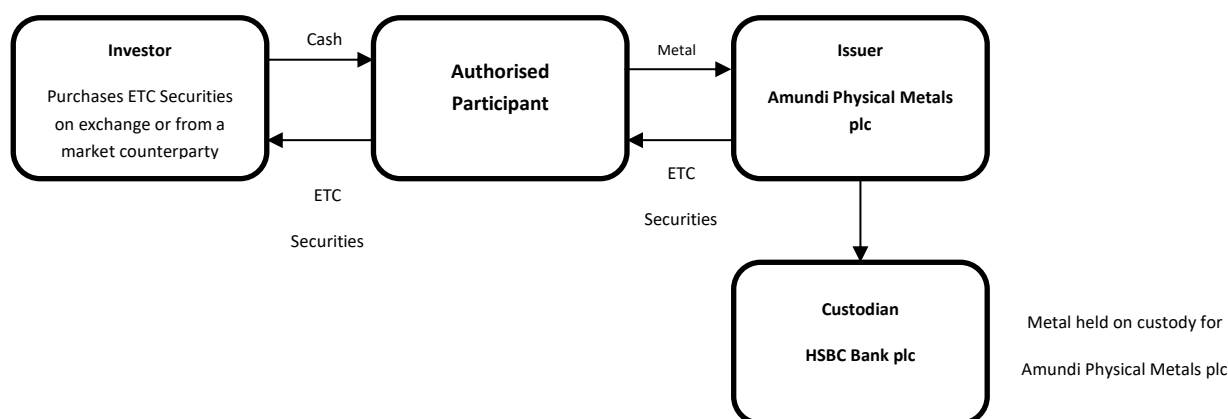 Investor
Purchases ETC Securities
on exchange or from a
market counterparty
Cash
ETC
Securities
Authorised
Participant
Metal
ETC
Securities
Issuer
Amundi Physical Metals
plc
Custodian
HSBC Bank plc
Metal held on custody for
Amundi Physical Metals plc